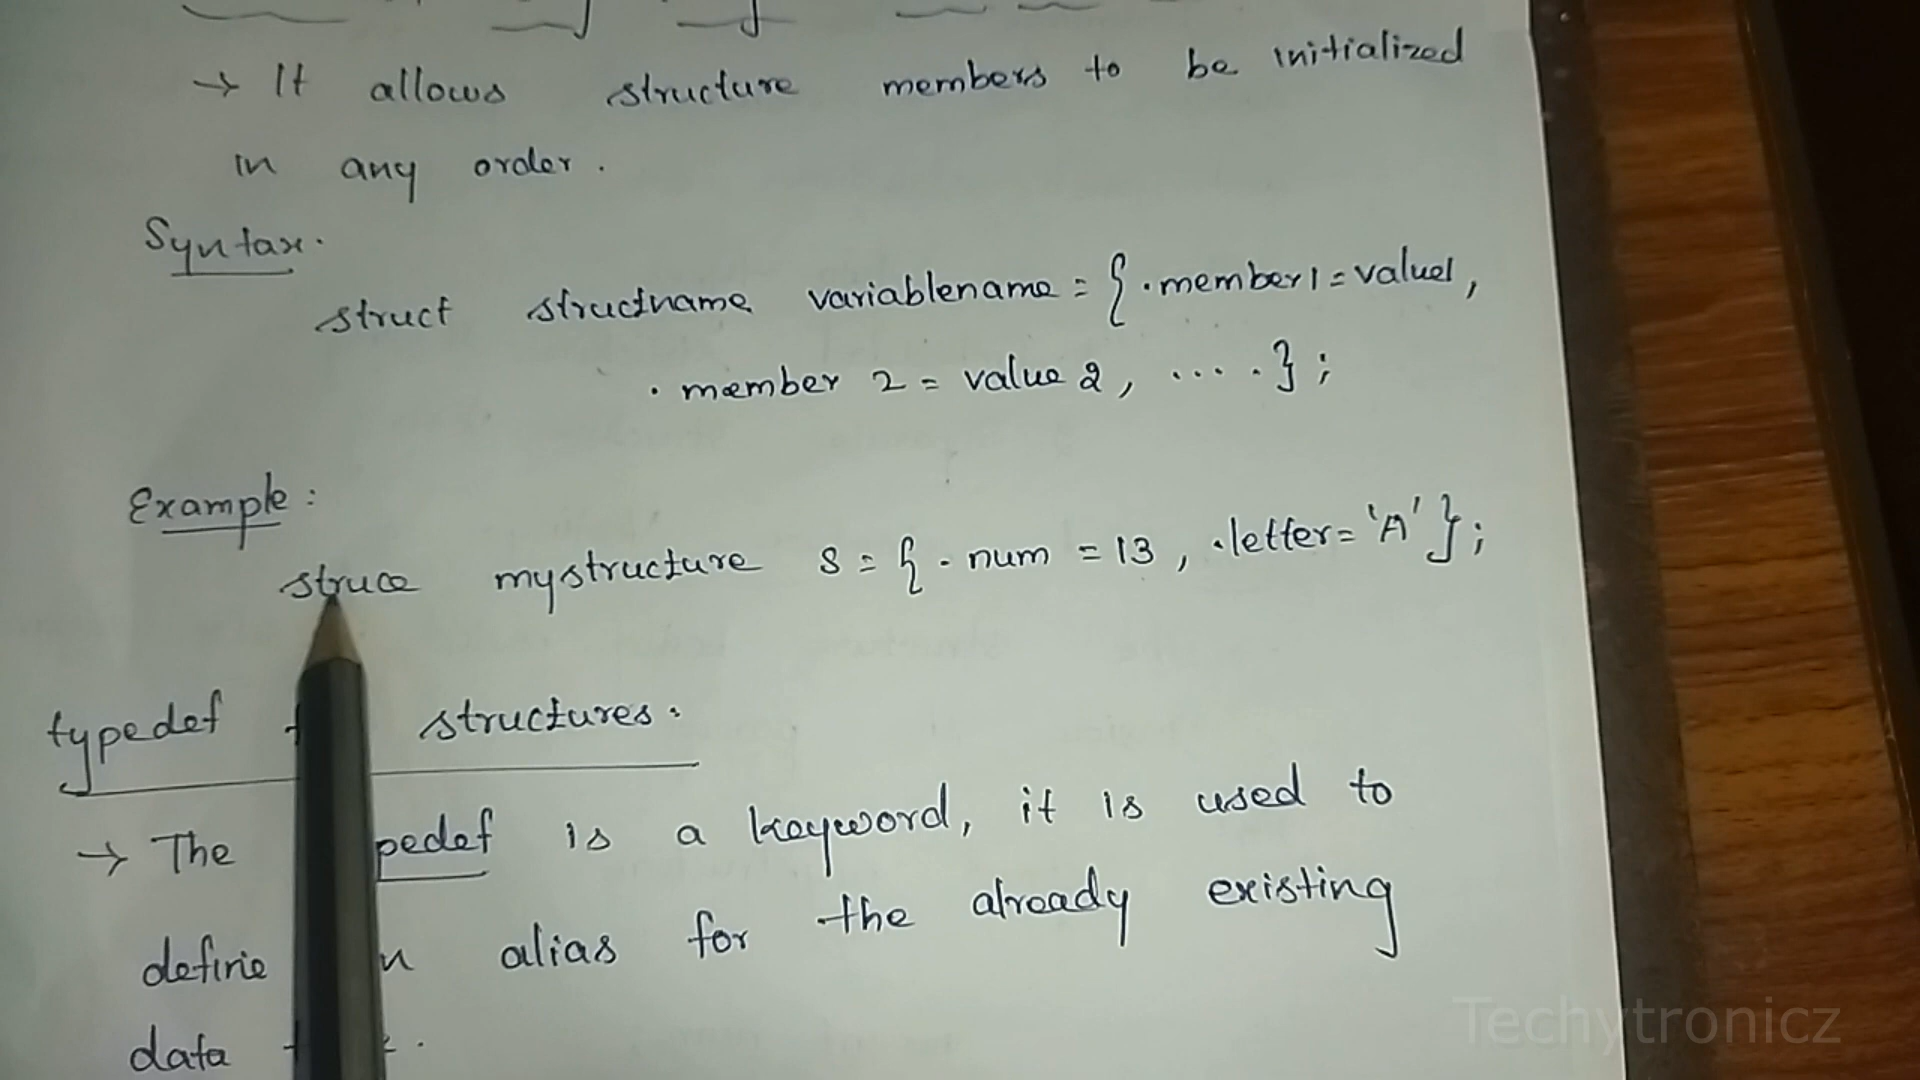 → It allows structure members to be initialized
in any order.
Syntax.
struct structname variablename = { .member1 = value1,
.member 2 = value 2, .... . } ;
Example :
struce mystructure s = { . num = 13 , .letter = 'A' } ;
typedef structures :
→ The pedef is a keyword, it is used to
define alias for the already existing
data
Techytronicz